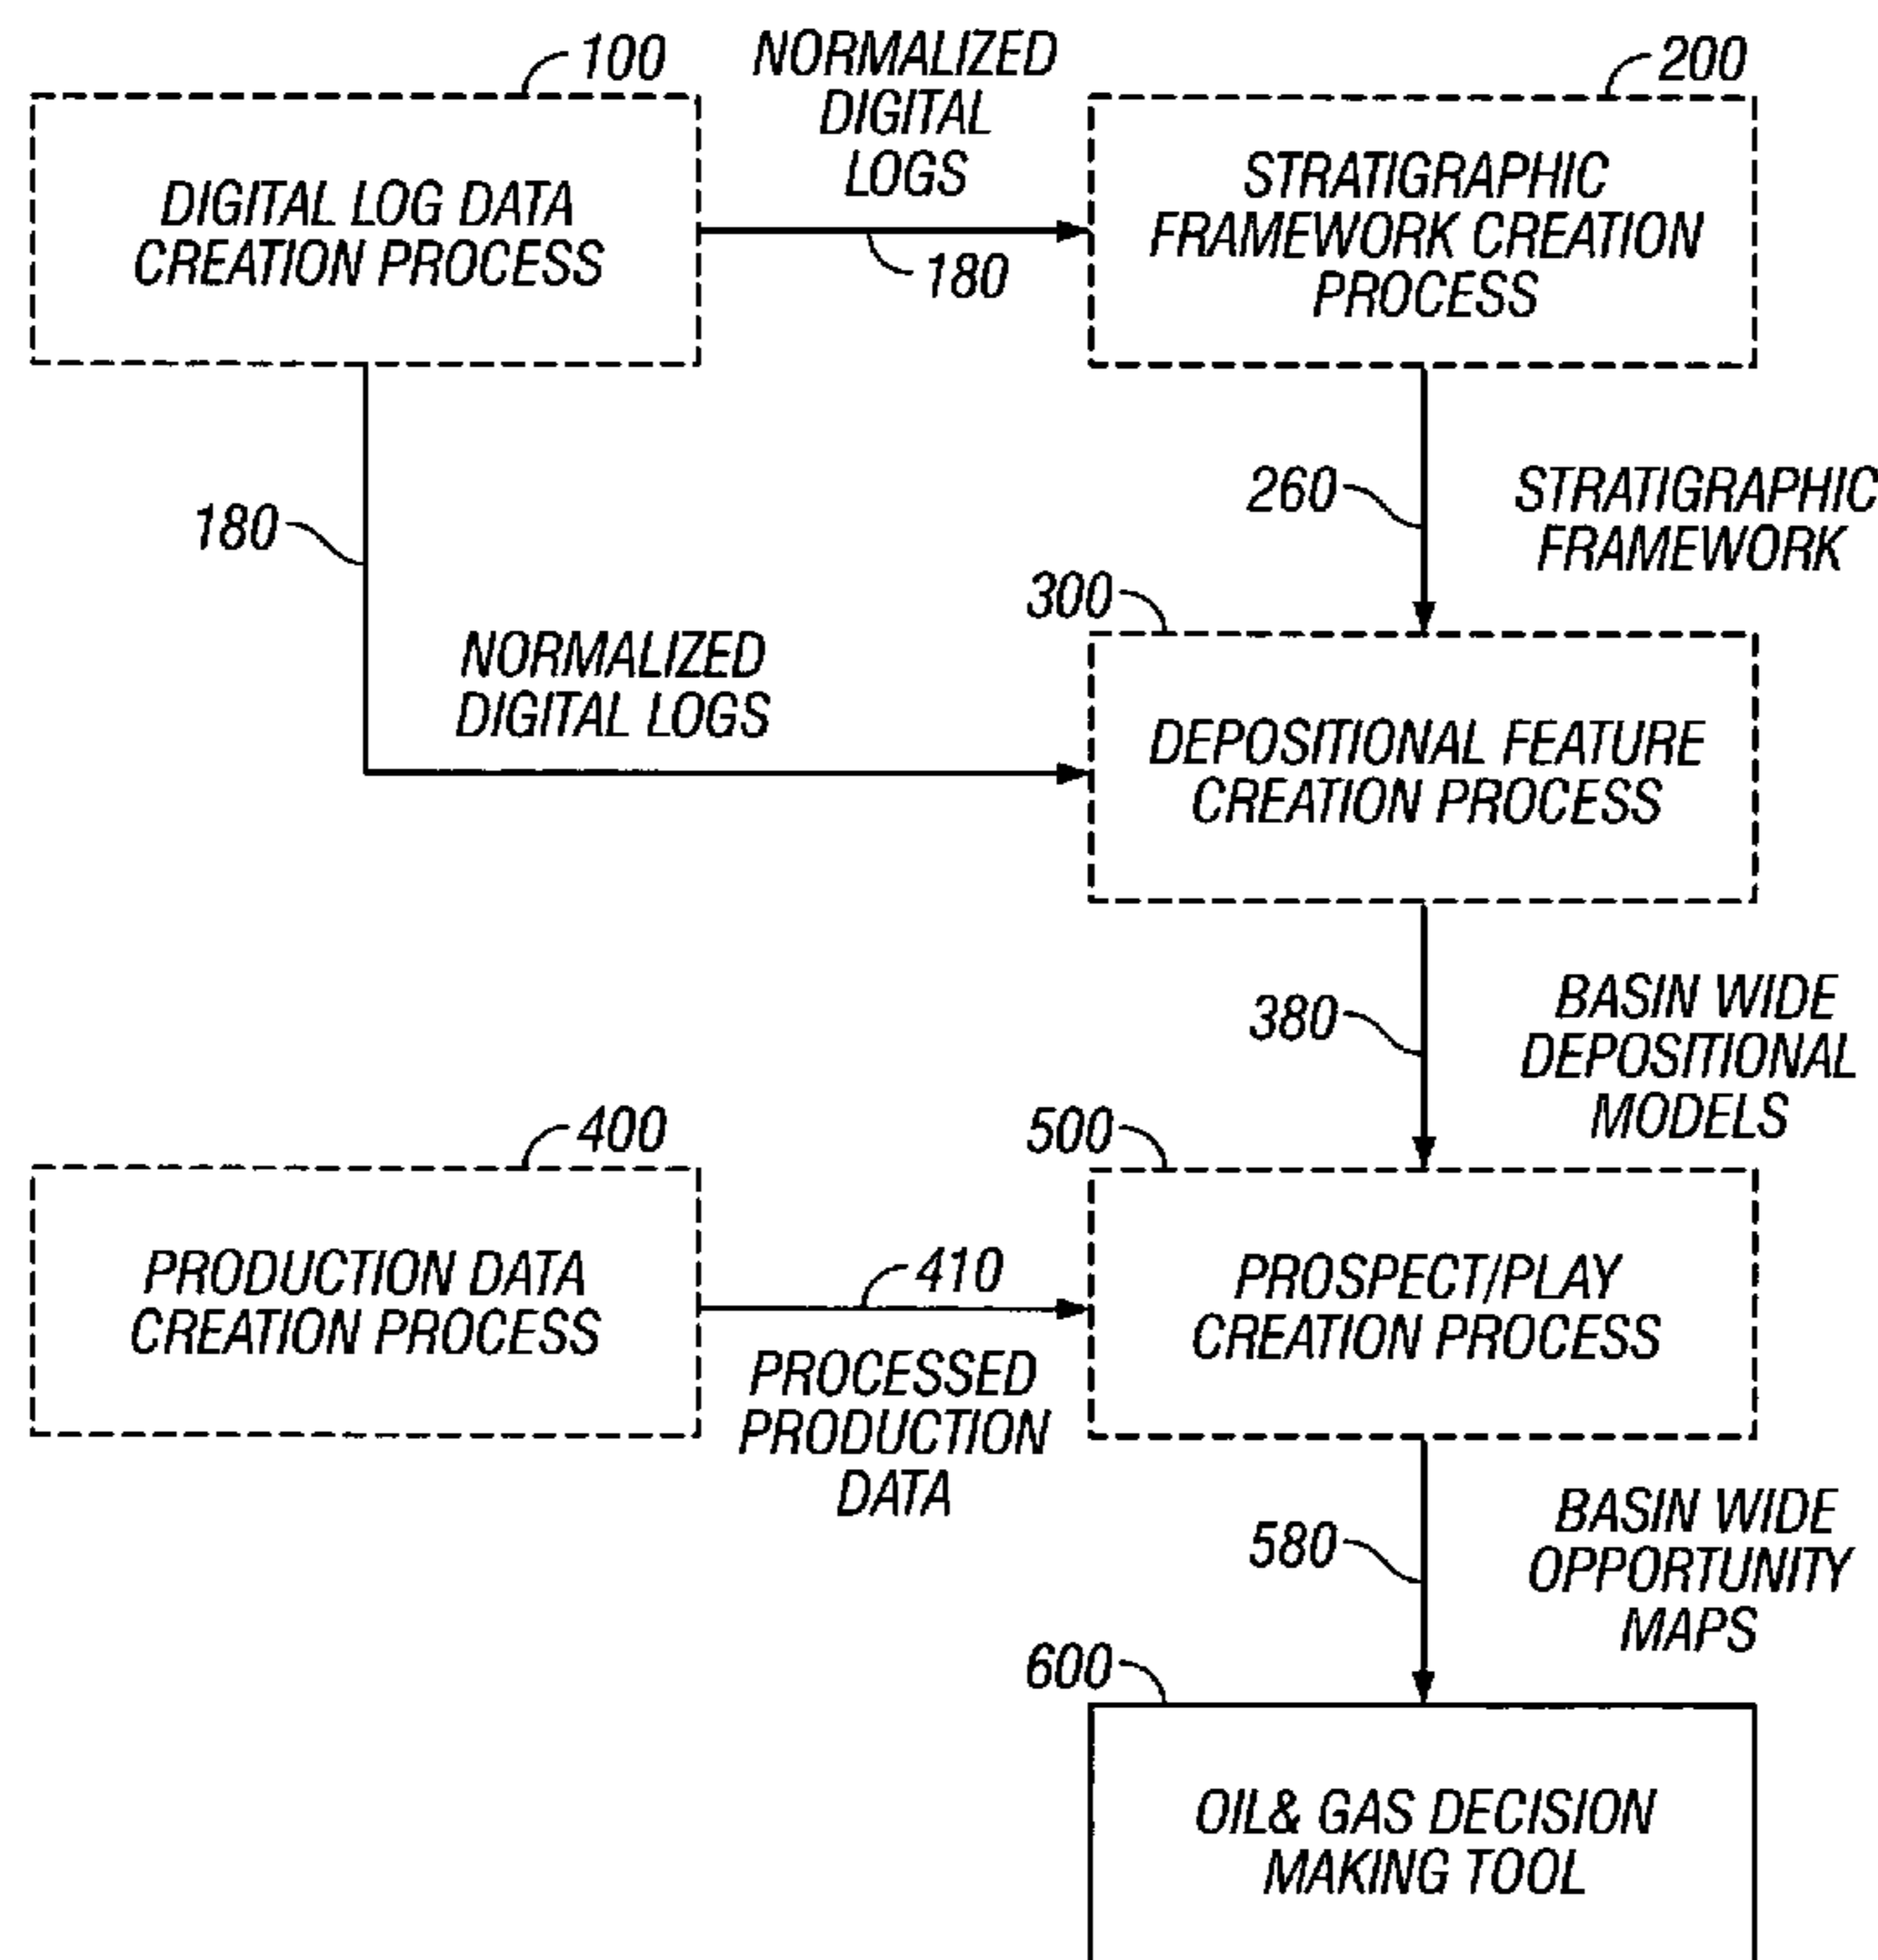 100
NORMALIZED
DIGITAL
LOGS
200
DIGITAL LOG DATA
CREATION PROCESS
180
STRATIGRAPHIC
FRAMEWORK CREATION
PROCESS
180
260
STRATIGRAPHIC
FRAMEWORK
300
NORMALIZED
DIGITAL LOGS
DEPOSITIONAL FEATURE
CREATION PROCESS
380
BASIN WIDE
DEPOSITIONAL
MODELS
400
500
PRODUCTION DATA
CREATION PROCESS
410
PROCESSED
PRODUCTION
DATA
PROSPECT/PLAY
CREATION PROCESS
580
BASIN WIDE
OPPORTUNITY
MAPS
600
OIL& GAS DECISION
MAKING TOOL